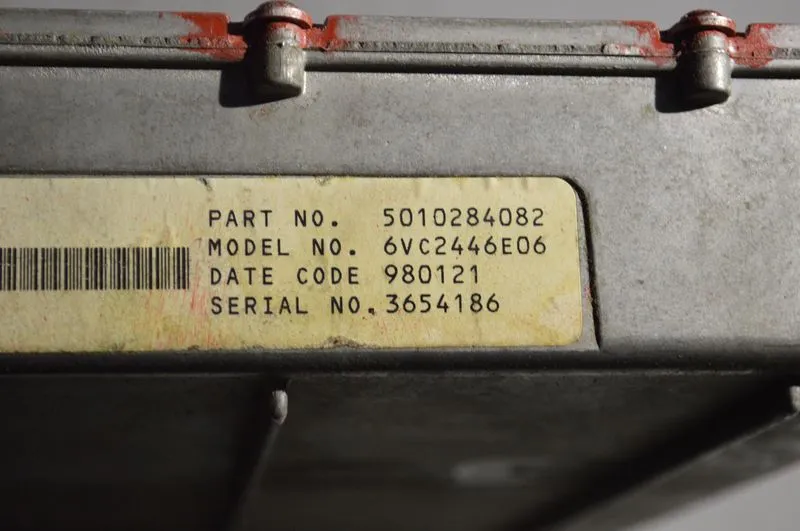 PART NO. 5010284082
MODEL NO. 6VC2446E06
DATE CODE 980121
SERIAL NO. 3654186